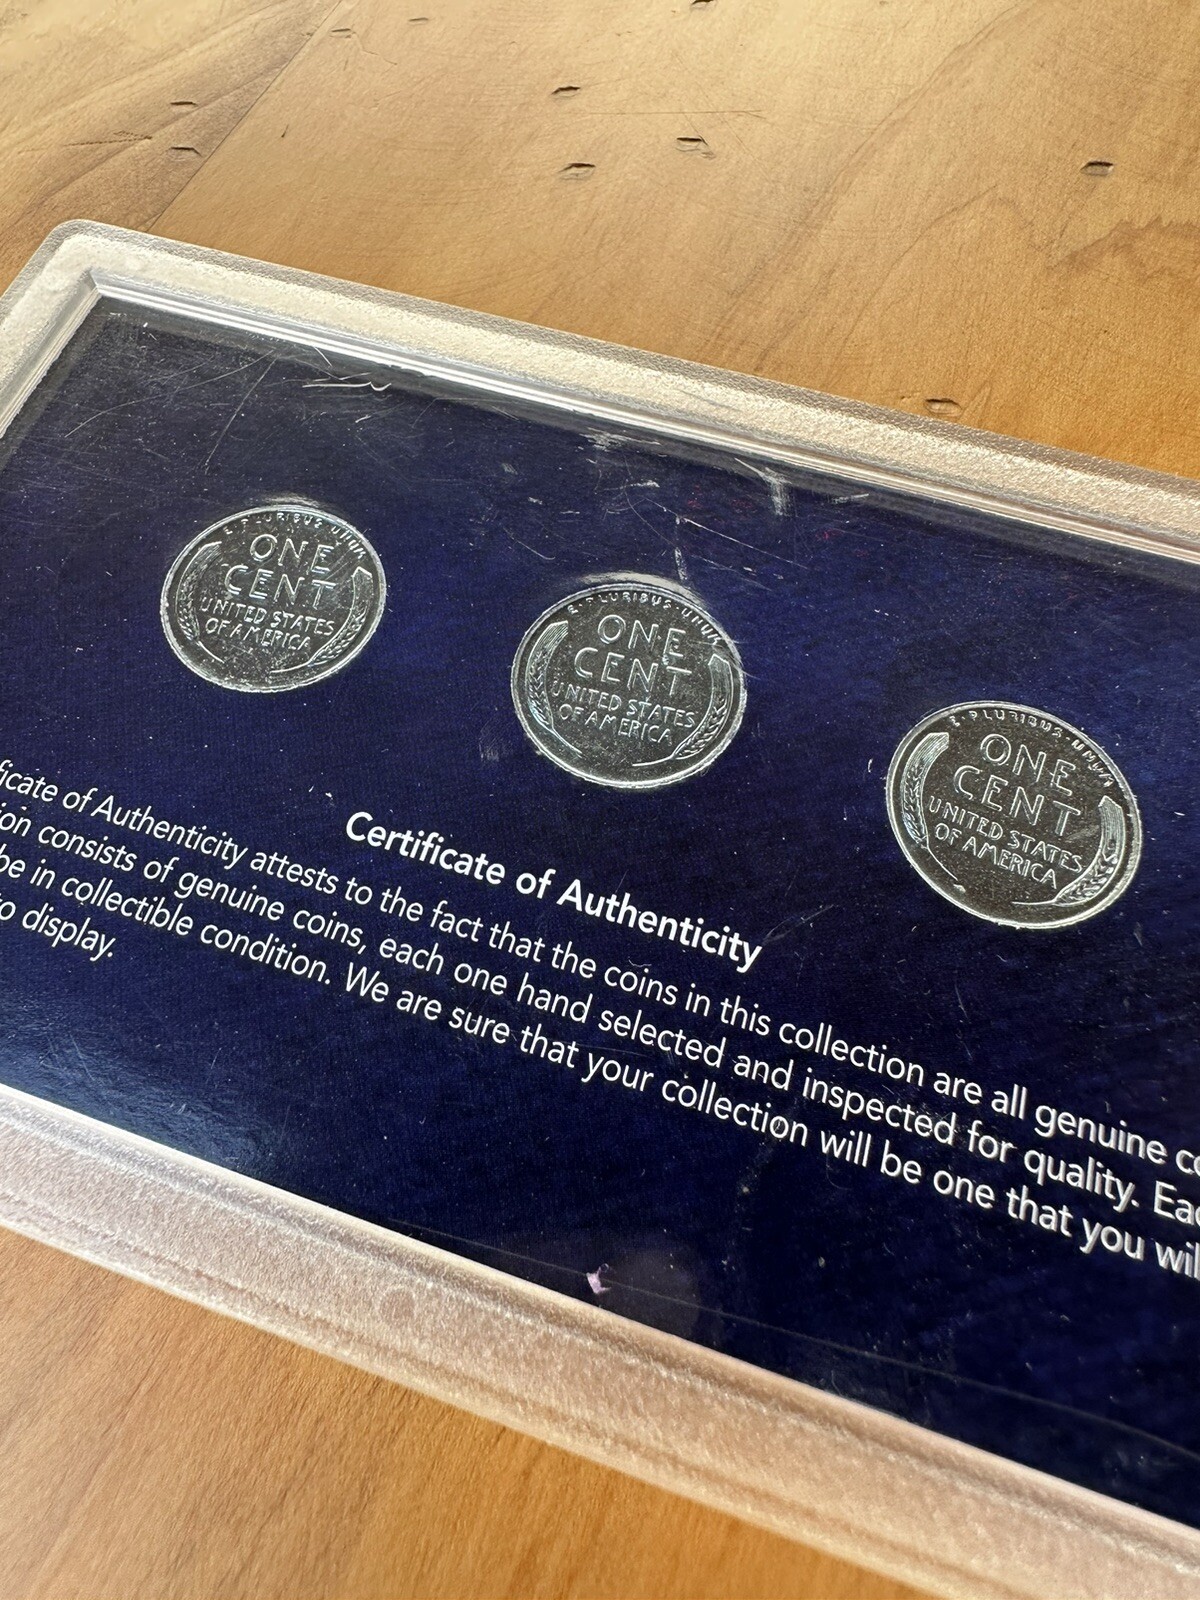 E·PLURIBUS·UNUM
ONE
CENT
UNITED STATES
OF AMERICA
E·PLURIBUS·UNUM
ONE
CENT
UNITED STATES
OF AMERICA
E·PLURIBUS·UNUM
ONE
CENT
UNITED STATES
OF AMERICA
Certificate of Authenticity
ficate of Authenticity attests to the fact that the coins in this collection are all genuine co
ion consists of genuine coins, each one hand selected and inspected for quality. Eac
be in collectible condition. We are sure that your collection will be one that you wil
to display.